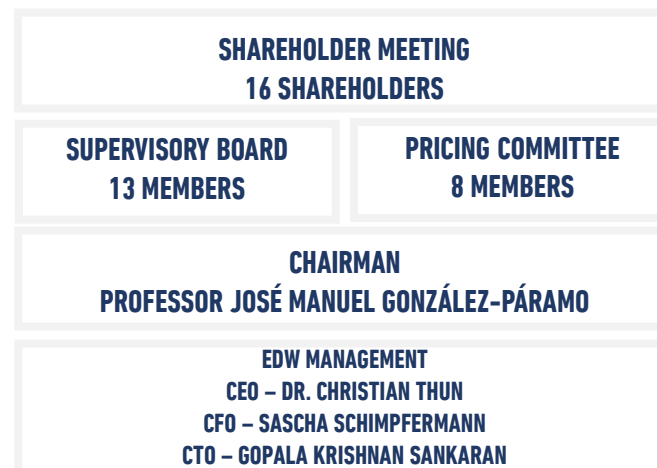 SHAREHOLDER MEETING
16 SHAREHOLDERS
SUPERVISORY BOARD
13 MEMBERS
PRICING COMMITTEE
8 MEMBERS
CHAIRMAN
PROFESSOR JOSÉ MANUEL GONZÁLEZ-PÁRAMO
EDW MANAGEMENT
CEO – DR. CHRISTIAN THUN
CFO – SASCHA SCHIMPFERMANN
CTO – GOPALA KRISHNAN SANKARAN